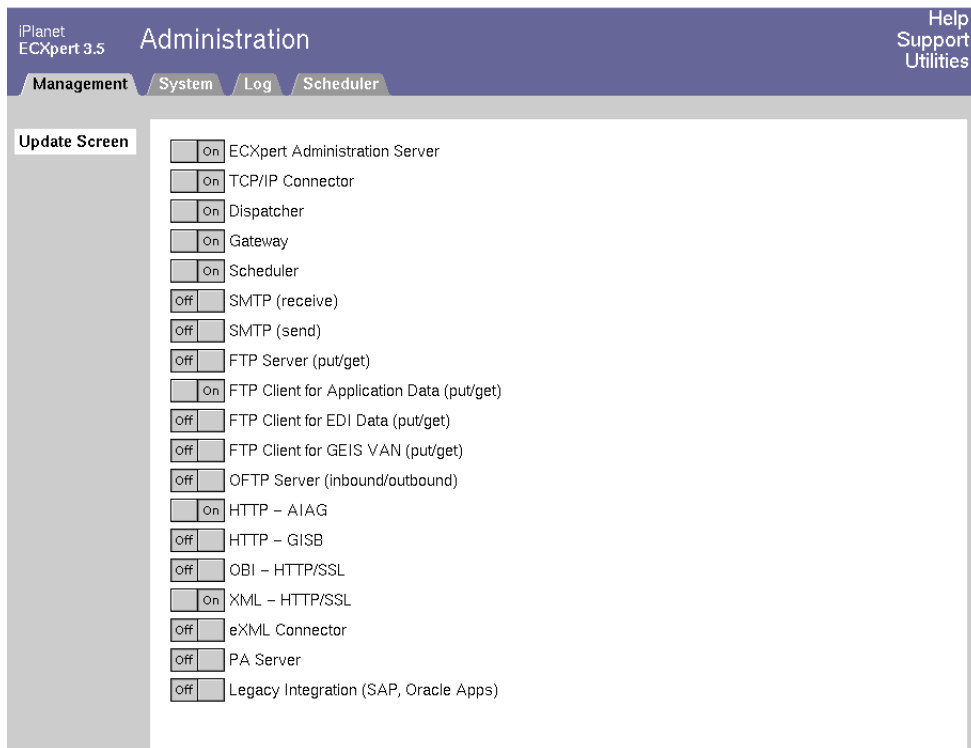 iPlanet
ECXpert 3.5
Administration
Help
Support
Utilities
Management
System
Log
Scheduler
Update Screen
On ECXpert Administration Server
On TCP/IP Connector
On Dispatcher
On Gateway
On Scheduler
Off SMTP (receive)
Off SMTP (send)
Off FTP Server (put/get)
On FTP Client for Application Data (put/get)
Off FTP Client for EDI Data (put/get)
Off FTP Client for GEIS VAN (put/get)
Off OFTP Server (inbound/outbound)
On HTTP – AIAG
Off HTTP – GISB
Off OBI – HTTP/SSL
On XML – HTTP/SSL
Off eXML Connector
Off PA Server
Off Legacy Integration (SAP, Oracle Apps)